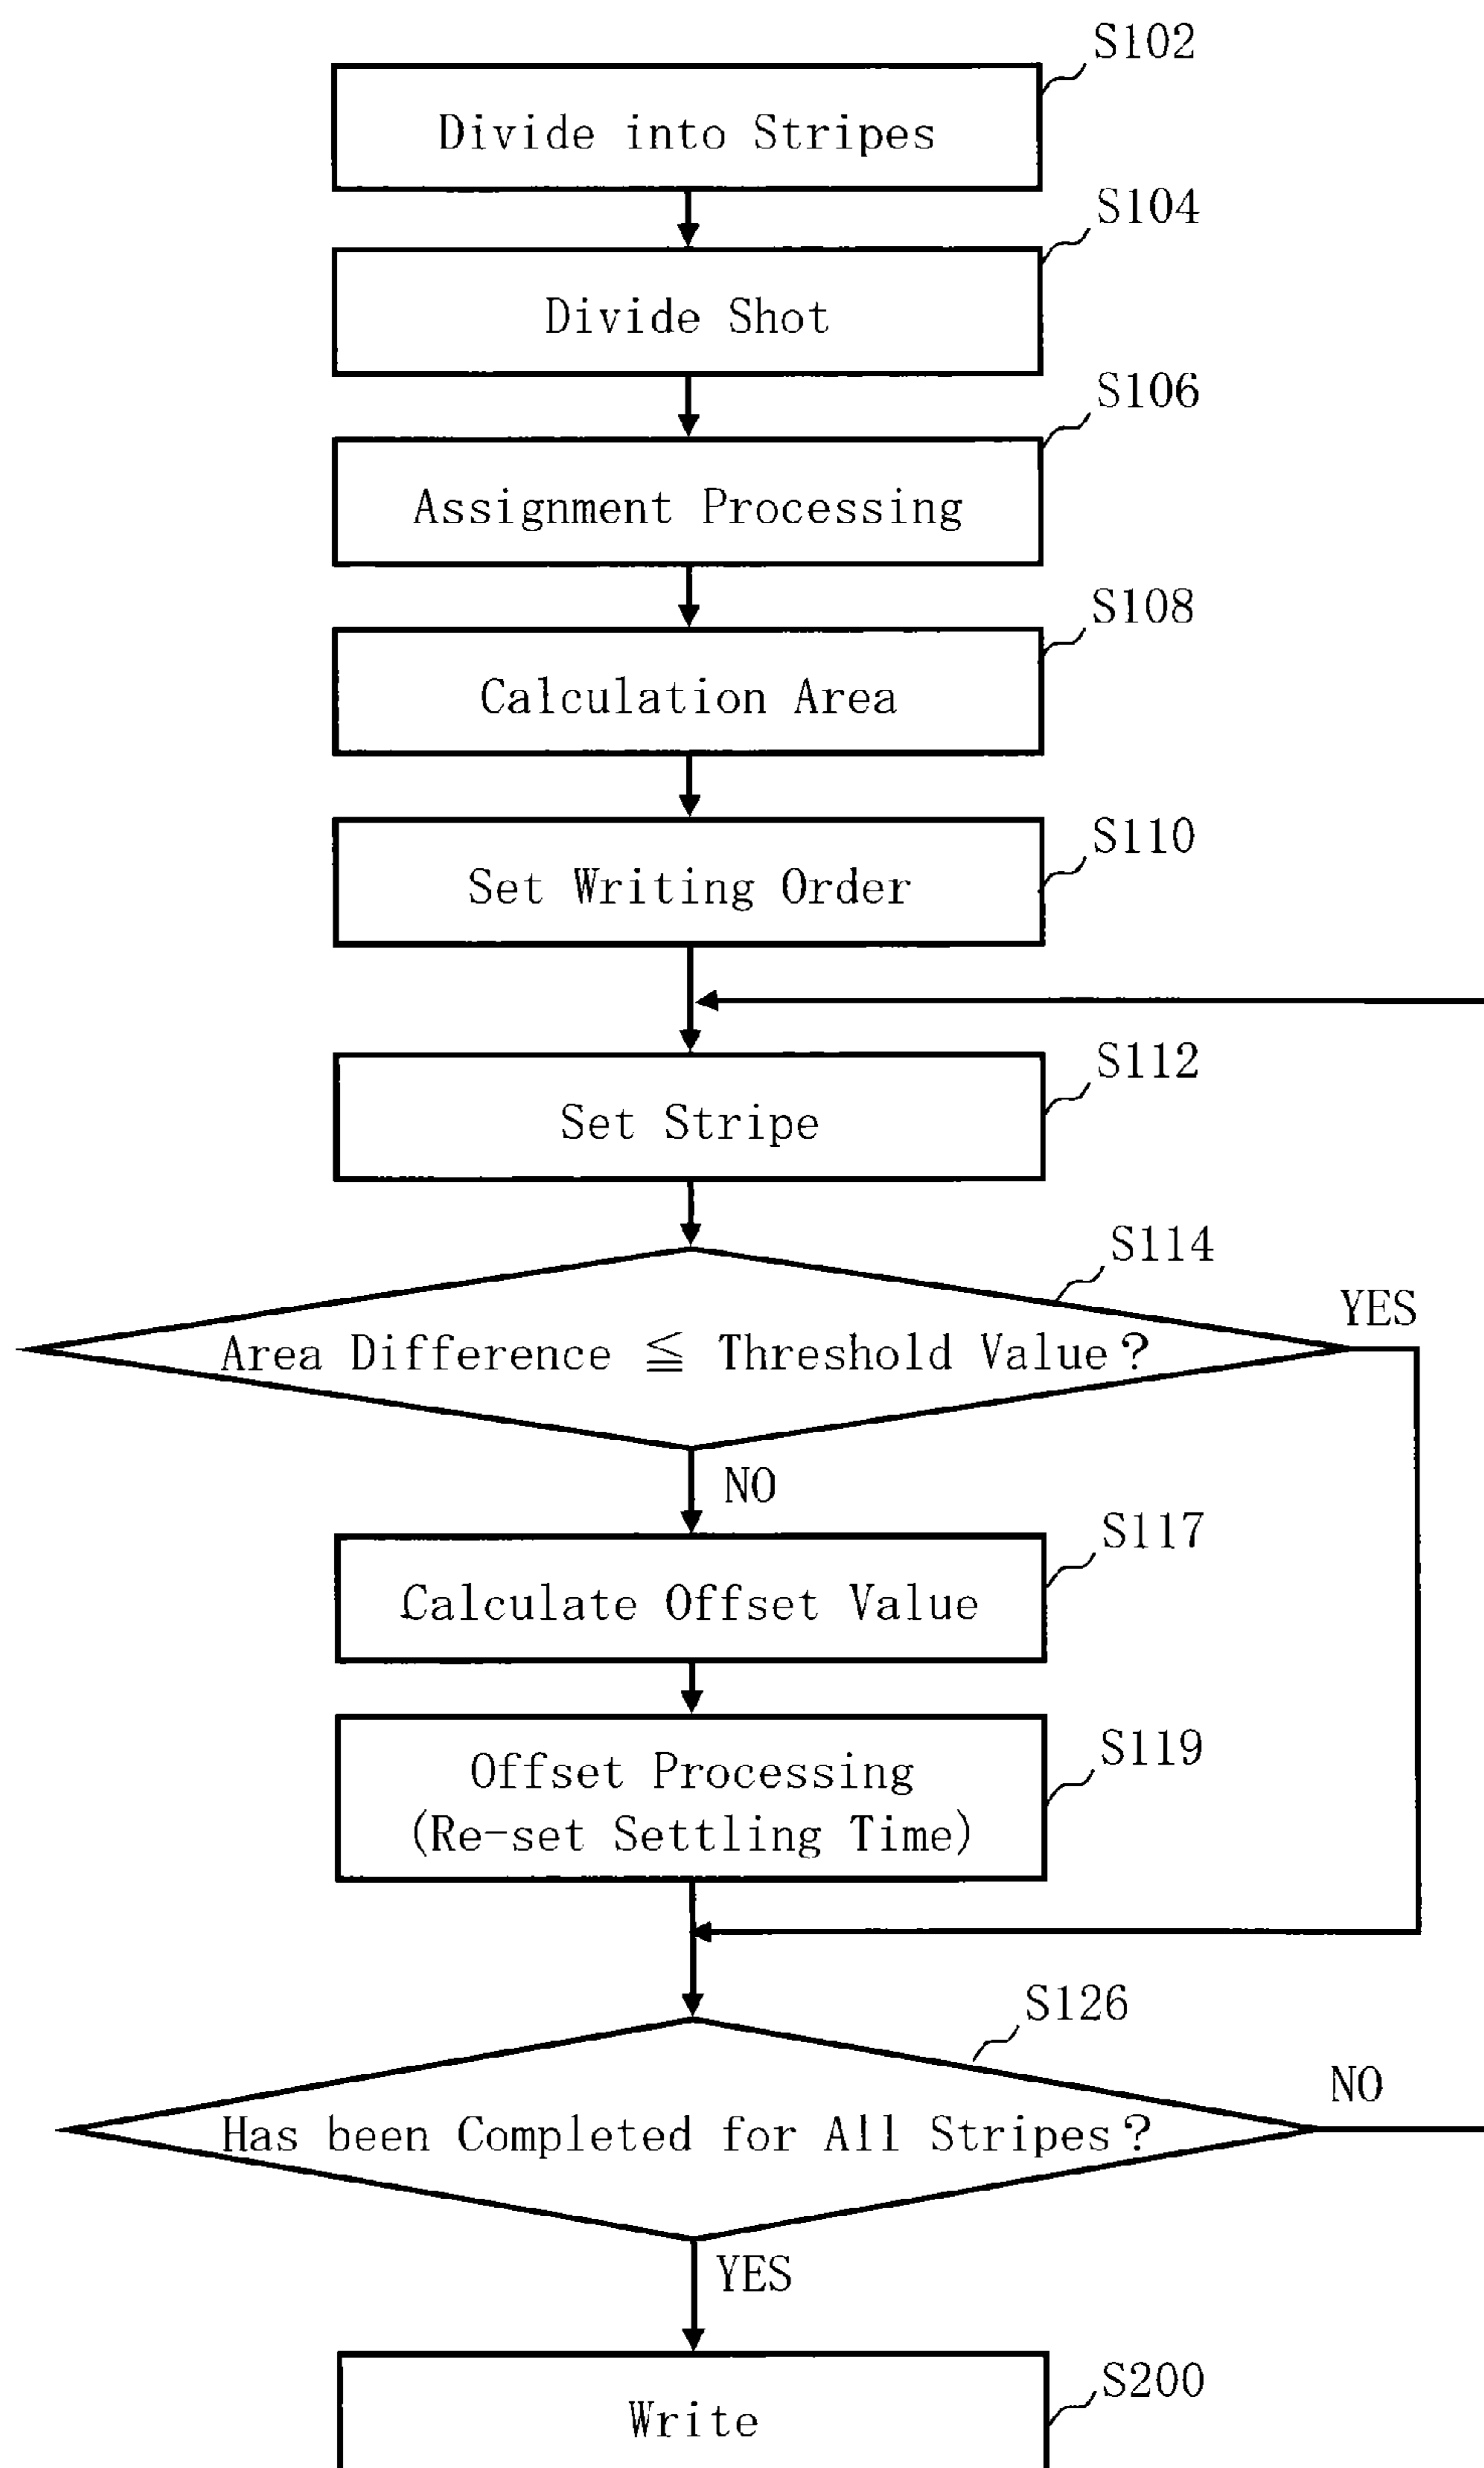 S102
Divide into Stripes
S104
Divide Shot
S106
Assignment Processing
S108
Calculation Area
S110
Set Writing Order
S112
Set Stripe
S114
YES
Area Difference ≦ Threshold Value?
NO
S117
Calculate Offset Value
S119
Offset Processing
(Re-set Settling Time)
S126
NO
Has been Completed for All Stripes?
YES
S200
Write